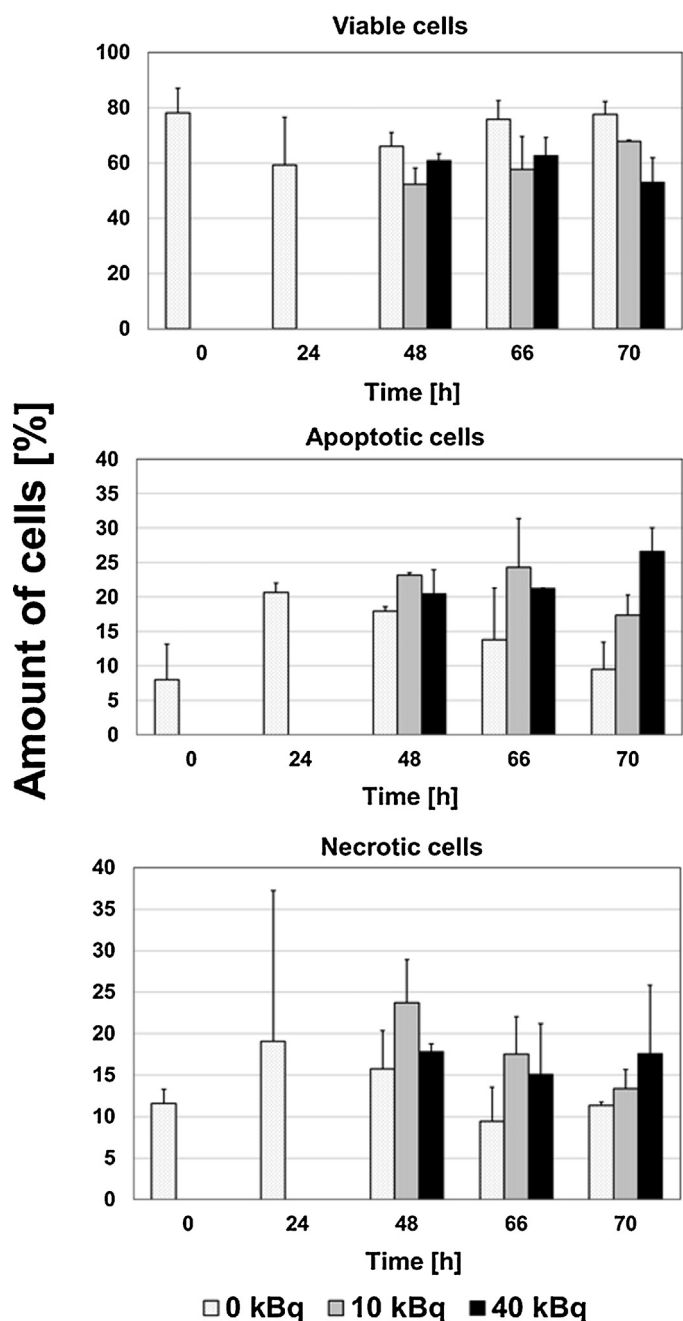 Viable cells
100
80
60
40
20
0
0 24 48 66 70
Time [h]
Amount of cells [%]
Apoptotic cells
40
35
30
25
20
15
10
5
0
0 24 48 66 70
Time [h]
Necrotic cells
40
35
30
25
20
15
10
5
0
0 24 48 66 70
Time [h]
0 kBq 10 kBq 40 kBq